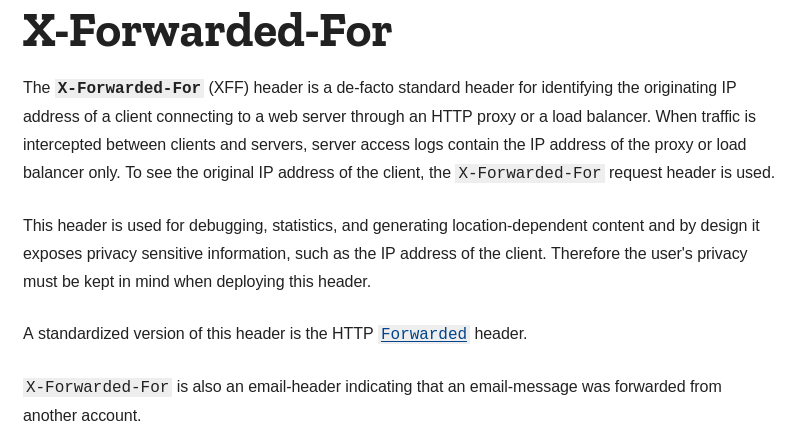 X-Forwarded-For
The X-Forwarded-For (XFF) header is a de-facto standard header for identifying the originating IP
address of a client connecting to a web server through an HTTP proxy or a load balancer. When traffic is
intercepted between clients and servers, server access logs contain the IP address of the proxy or load
balancer only. To see the original IP address of the client, the X-Forwarded-For request header is used.
This header is used for debugging, statistics, and generating location-dependent content and by design it
exposes privacy sensitive information, such as the IP address of the client. Therefore the user's privacy
must be kept in mind when deploying this header.
A standardized version of this header is the HTTP Forwarded header.
X-Forwarded-For is also an email-header indicating that an email-message was forwarded from
another account.